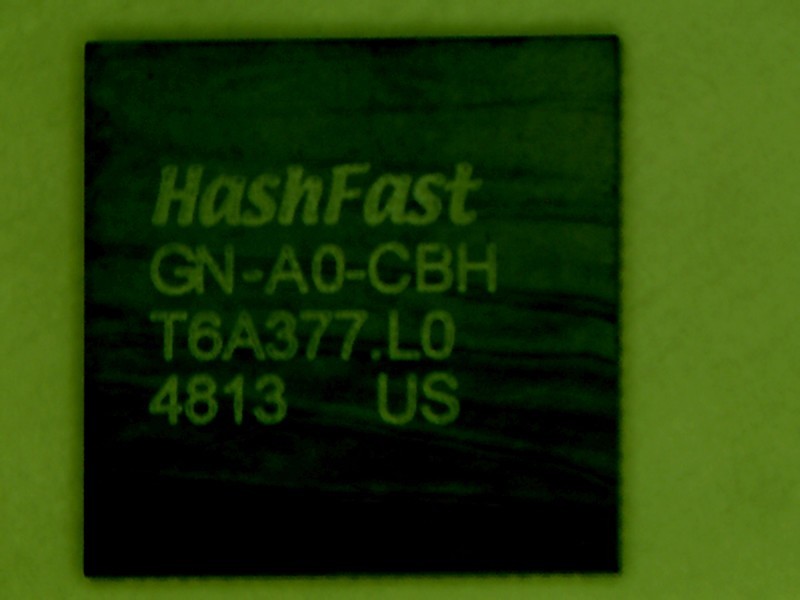 HashFast
GN-A0-CBH
T6A377.L0
4813 US